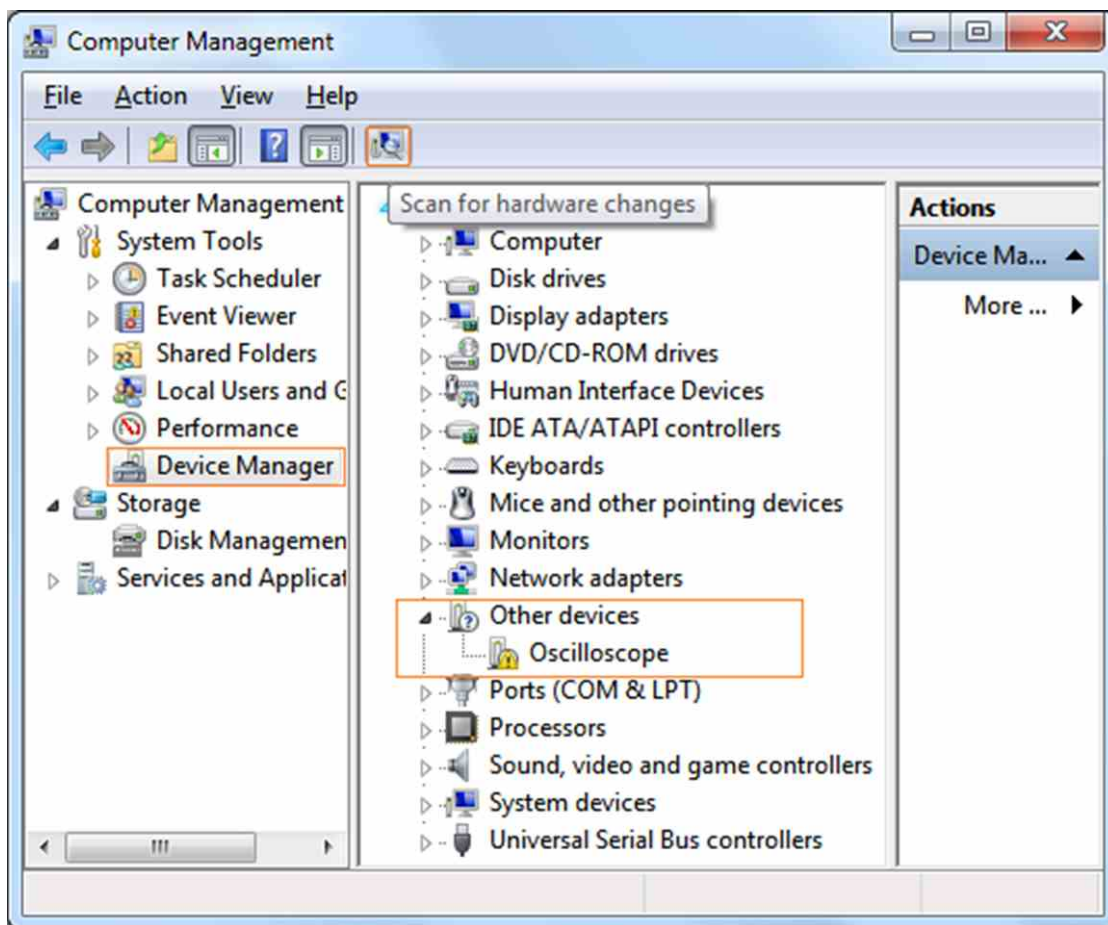 Computer Management
File Action View Help
Scan for hardware changes
Computer Management
System Tools
Task Scheduler
Event Viewer
Shared Folders
Local Users and G
Performance
Device Manager
Storage
Disk Managemen
Services and Applicat
Computer
Disk drives
Display adapters
DVD/CD-ROM drives
Human Interface Devices
IDE ATA/ATAPI controllers
Keyboards
Mice and other pointing devices
Monitors
Network adapters
Other devices
Oscilloscope
Ports (COM & LPT)
Processors
Sound, video and game controllers
System devices
Universal Serial Bus controllers
Actions
Device Ma...
More ...